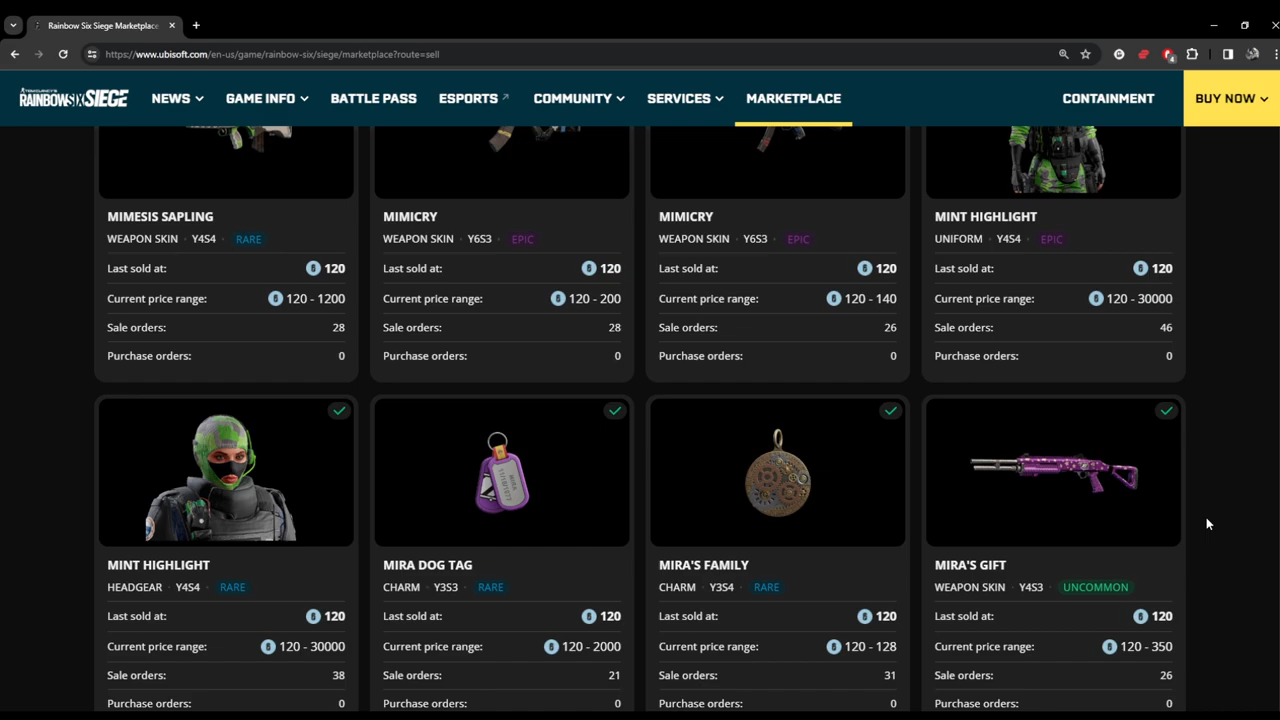 Rainbow Six Siege Marketplace
https://www.ubisoft.com/en-us/game/rainbow-six/siege/marketplace?route=sell
4
RAINBOWSIX SIEGE NEWS GAME INFO BATTLE PASS ESPORTS COMMUNITY SERVICES MARKETPLACE CONTAINMENT BUY NOW
MIMESIS SAPLING
WEAPON SKIN · Y4S4 · RARE
Last sold at: 120
Current price range: 120 - 1200
Sale orders: 28
Purchase orders: 0
MIMICRY
WEAPON SKIN · Y6S3 · EPIC
Last sold at: 120
Current price range: 120 - 200
Sale orders: 28
Purchase orders: 0
MIMICRY
WEAPON SKIN · Y6S3 · EPIC
Last sold at: 120
Current price range: 120 - 140
Sale orders: 26
Purchase orders: 0
MINT HIGHLIGHT
UNIFORM · Y4S4 · EPIC
Last sold at: 120
Current price range: 120 - 30000
Sale orders: 46
Purchase orders: 0
MINT HIGHLIGHT
HEADGEAR · Y4S4 · RARE
Last sold at: 120
Current price range: 120 - 30000
Sale orders: 38
Purchase orders: 0
MIRA DOG TAG
CHARM · Y3S3 · RARE
Last sold at: 120
Current price range: 120 - 2000
Sale orders: 21
Purchase orders: 0
MIRA'S FAMILY
CHARM · Y3S4 · RARE
Last sold at: 120
Current price range: 120 - 128
Sale orders: 31
Purchase orders: 0
MIRA'S GIFT
WEAPON SKIN · Y4S3 · UNCOMMON
Last sold at: 120
Current price range: 120 - 350
Sale orders: 26
Purchase orders: 0